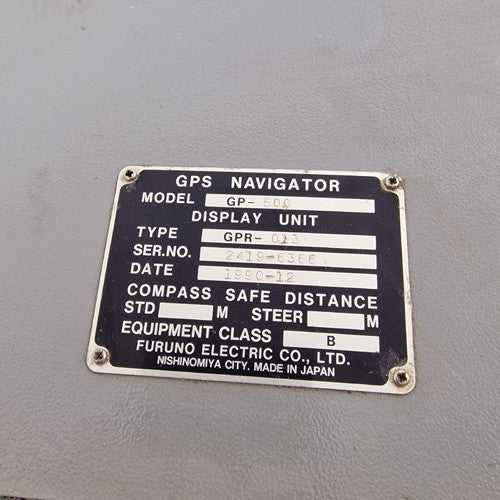 GPS NAVIGATOR
MODEL GP-500
DISPLAY UNIT
TYPE GPR-013
SER.NO. 2419-6366
DATE 1990-12
COMPASS SAFE DISTANCE
STD M STEER M
EQUIPMENT CLASS B
FURUNO ELECTRIC CO., LTD.
NISHINOMIYA CITY. MADE IN JAPAN